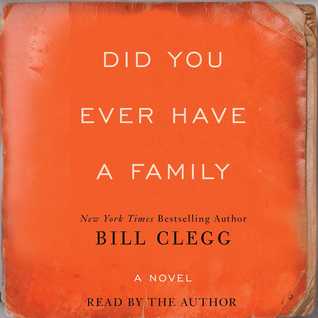 DID YOU
EVER HAVE
A FAMILY
New York Times Bestselling Author
BILL CLEGG
A NOVEL
READ BY THE AUTHOR